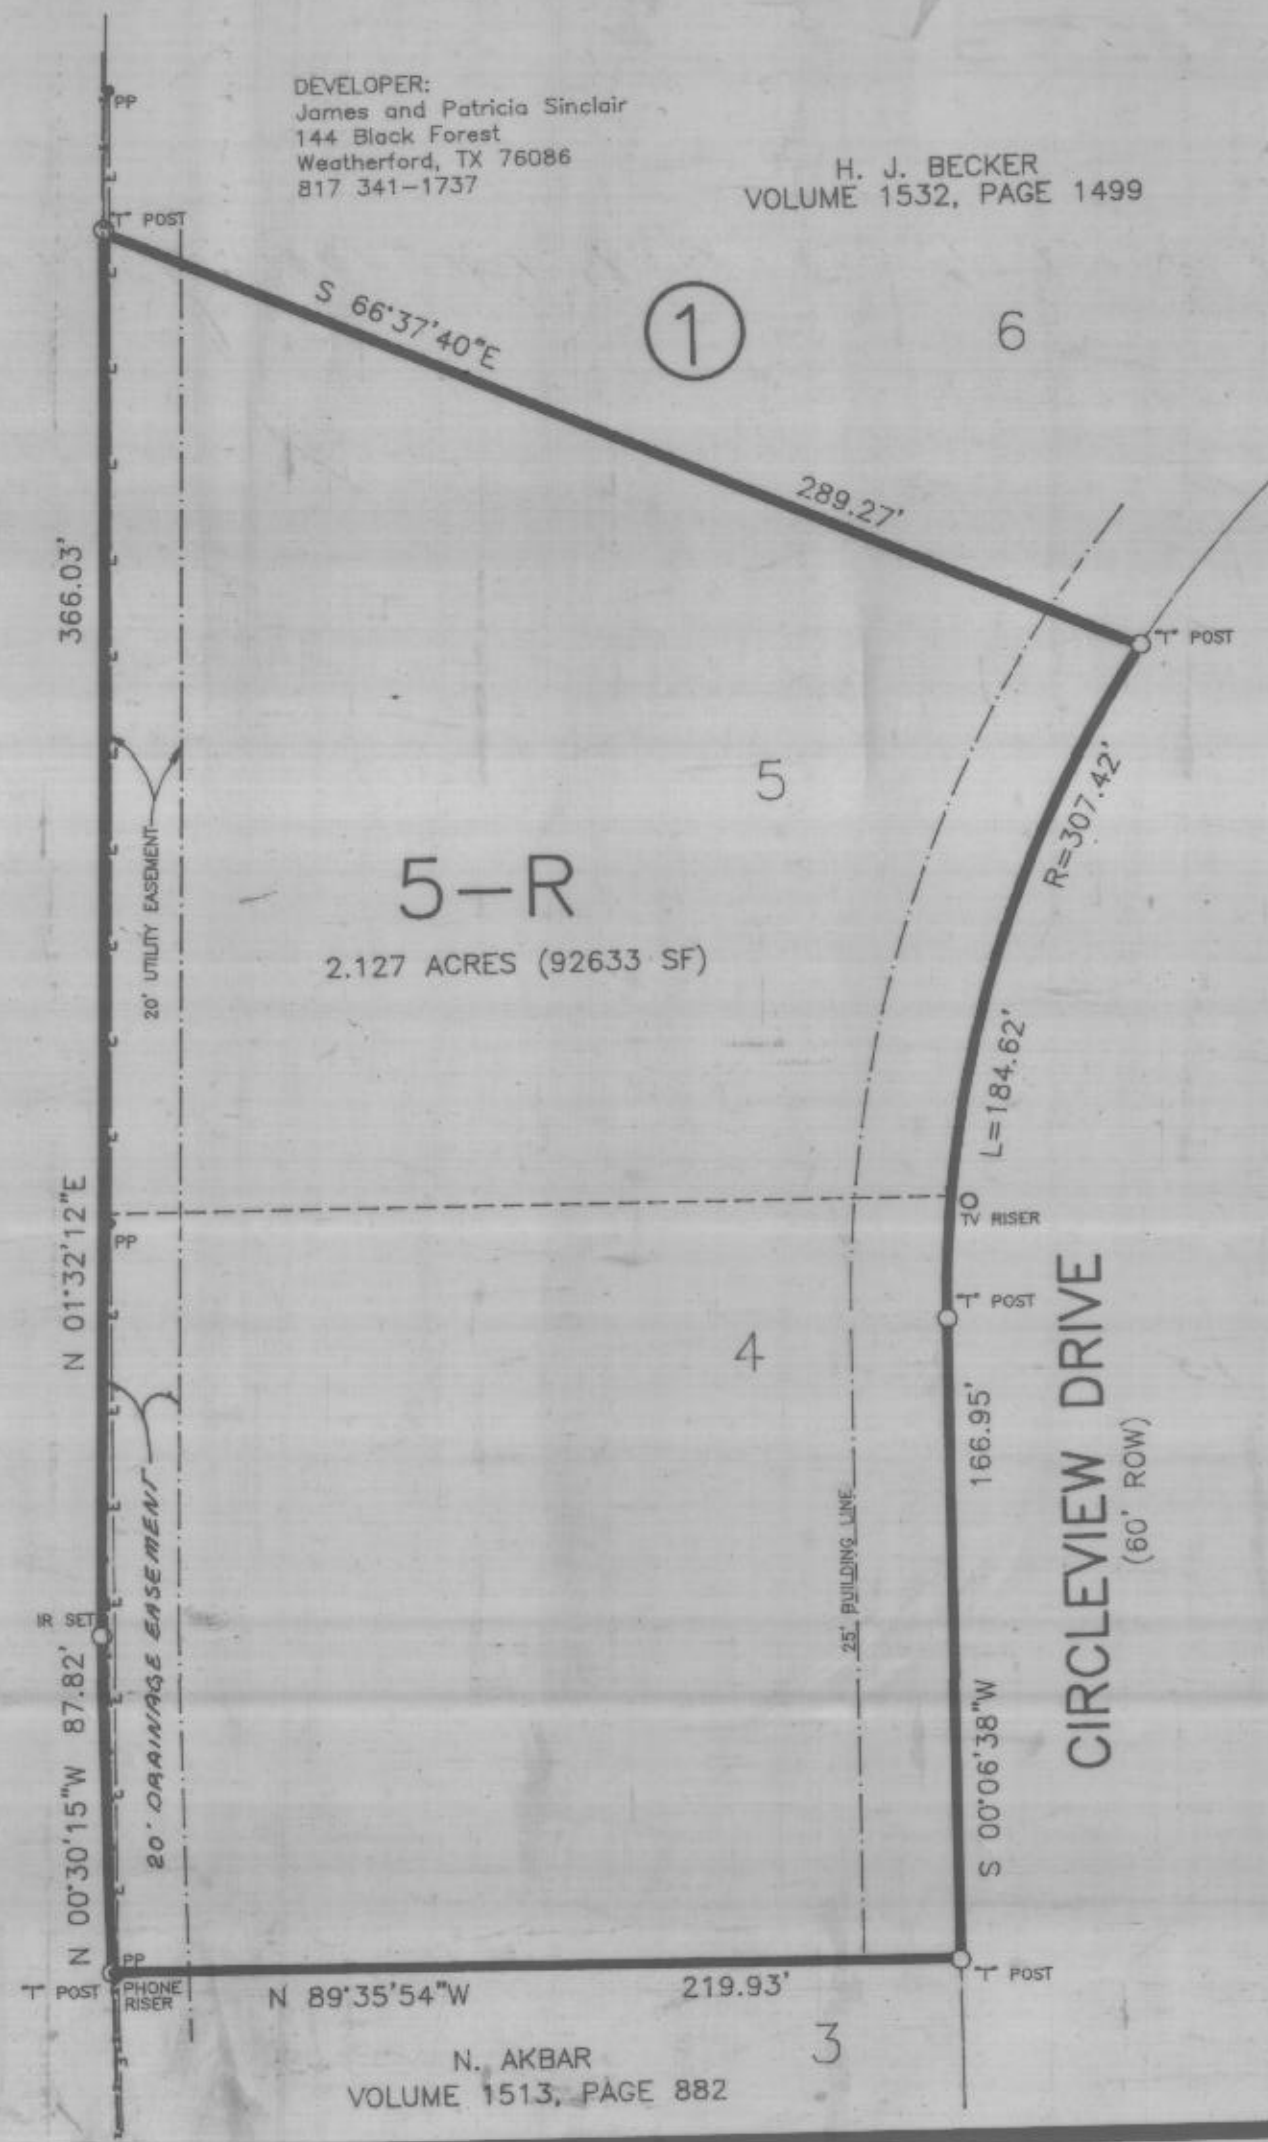 PP
DEVELOPER:
James and Patricia Sinclair
144 Black Forest
Weatherford, TX 76086
817 341-1737
H. J. BECKER
VOLUME 1532, PAGE 1499
"T" POST
S 66°37'40"E
1
6
289.27'
366.03'
"T" POST
5
R=307.42'
20' UTILITY EASEMENT
5-R
2.127 ACRES (92633 SF)
L=184.62'
N 01°32'12"E
PP
TV RISER
"T" POST
4
166.95'
CIRCLEVIEW DRIVE
(60' ROW)
20' DRAINAGE EASEMENT
25' BUILDING LINE
IR SET
N 00°30'15"W 87.82'
S 00°06'38"W
PP
"T" POST
PHONE
RISER
N 89°35'54"W
219.93'
"T" POST
3
N. AKBAR
VOLUME 1513, PAGE 882